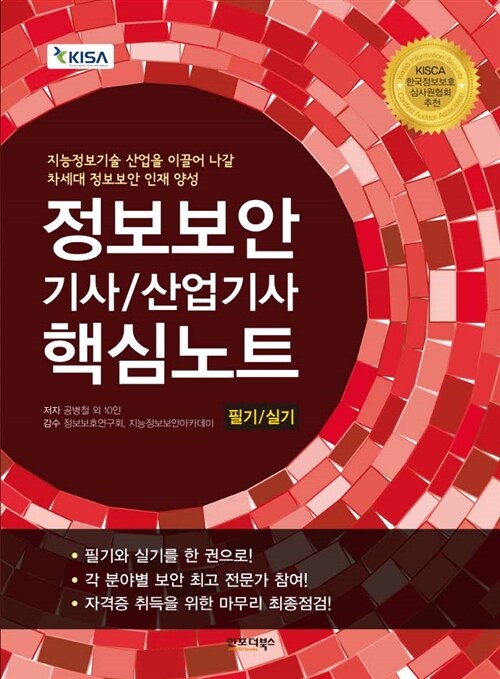 KISA
KISCA
한국정보보호
심사원협회
추천
지능정보기술 산업을 이끌어 나갈
차세대 정보보안 인재 양성
정보보안
기사/산업기사
핵심노트
저자 공병철 외 10인
감수 정보보호연구회, 지능정보보안아카데미
필기/실기
• 필기와 실기를 한 권으로!
• 각 분야별 보안 최고 전문가 참여!
• 자격증 취득을 위한 마무리 최종점검!
인포더북스